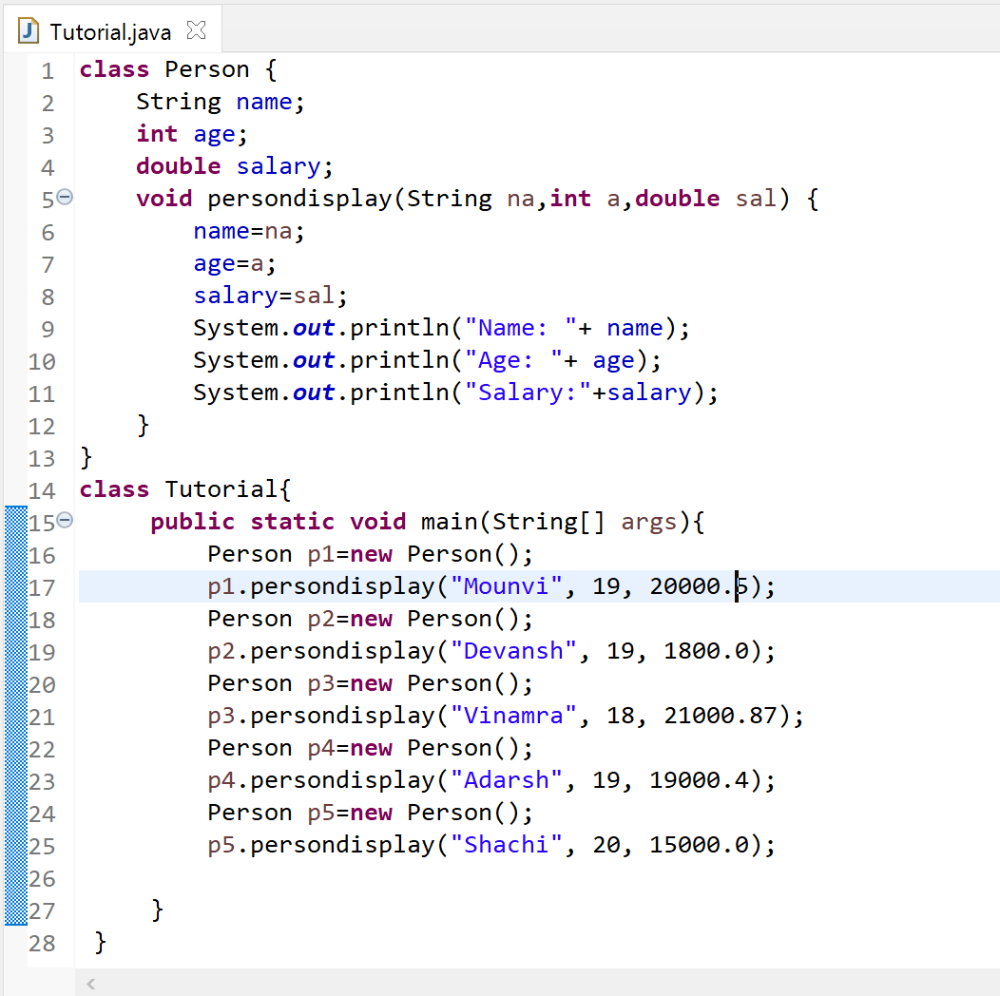 Tutorial.java
1 class Person {
2     String name;
3     int age;
4     double salary;
5     void persondisplay(String na,int a,double sal) {
6         name=na;
7         age=a;
8         salary=sal;
9         System.out.println("Name: "+ name);
10         System.out.println("Age: "+ age);
11         System.out.println("Salary:"+salary);
12     }
13 }
14 class Tutorial{
15      public static void main(String[] args){
16          Person p1=new Person();
17          p1.persondisplay("Mounvi", 19, 20000.5);
18          Person p2=new Person();
19          p2.persondisplay("Devansh", 19, 1800.0);
20          Person p3=new Person();
21          p3.persondisplay("Vinamra", 18, 21000.87);
22          Person p4=new Person();
23          p4.persondisplay("Adarsh", 19, 19000.4);
24          Person p5=new Person();
25          p5.persondisplay("Shachi", 20, 15000.0);
26
27      }
28  }